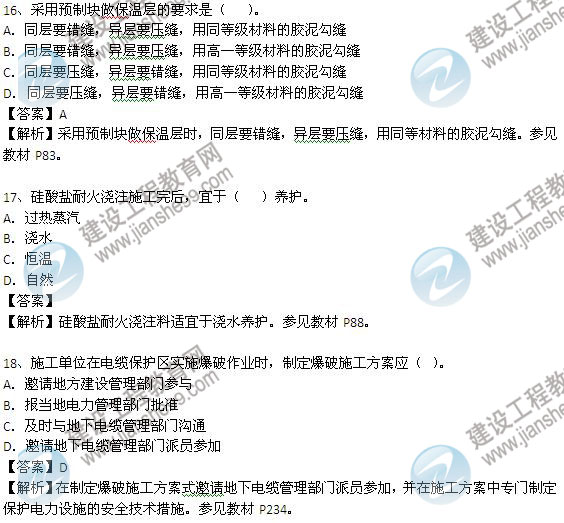 16、采用预制块做保温层的要求是（    ）。
A．同层要错缝，异层要压缝，用同等级材料的胶泥勾缝
B．同层要错缝，异层要压缝，用高一等级材料的胶泥勾缝
C．同层要压缝，异层要错缝，用同等级材料的胶泥勾缝
D．同层要压缝，异层要错缝，用高一等级材料的胶泥勾缝
【答案】A
【解析】采用预制块做保温层时，同层要错缝，异层要压缝，用同等材料的胶泥勾缝。参见
教材 P83。
17、硅酸盐耐火浇注施工完后，宜于（    ）养护。
A．过热蒸汽
B．浇水
C．恒温
D．自然
【答案】
【解析】硅酸盐耐火浇注料适宜于浇水养护。参见教材 P88。
18、施工单位在电缆保护区实施爆破作业时，制定爆破施工方案应（  ）。
A．邀请地方建设管理部门参与
B．报当地电力管理部门批准
C．及时与地下电缆管理部门沟通
D．邀请地下电缆管理部门派员参加
【答案】D
【解析】在制定爆破施工方案式邀请地下电缆管理部门派员参加，并在施工方案中专门制定
保护电力设施的安全技术措施。参见教材 P234。
建设工程教育网
www.jianshe99.com